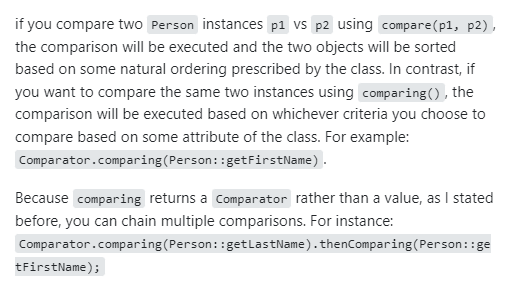 if you compare two Person instances p1 vs p2 using compare(p1, p2),
the comparison will be executed and the two objects will be sorted
based on some natural ordering prescribed by the class. In contrast, if
you want to compare the same two instances using comparing(), the
comparison will be executed based on whichever criteria you choose to
compare based on some attribute of the class. For example:
Comparator.comparing(Person::getFirstName).
Because comparing returns a Comparator rather than a value, as I stated
before, you can chain multiple comparisons. For instance:
Comparator.comparing(Person::getLastName).thenComparing(Person::ge
tFirstName);